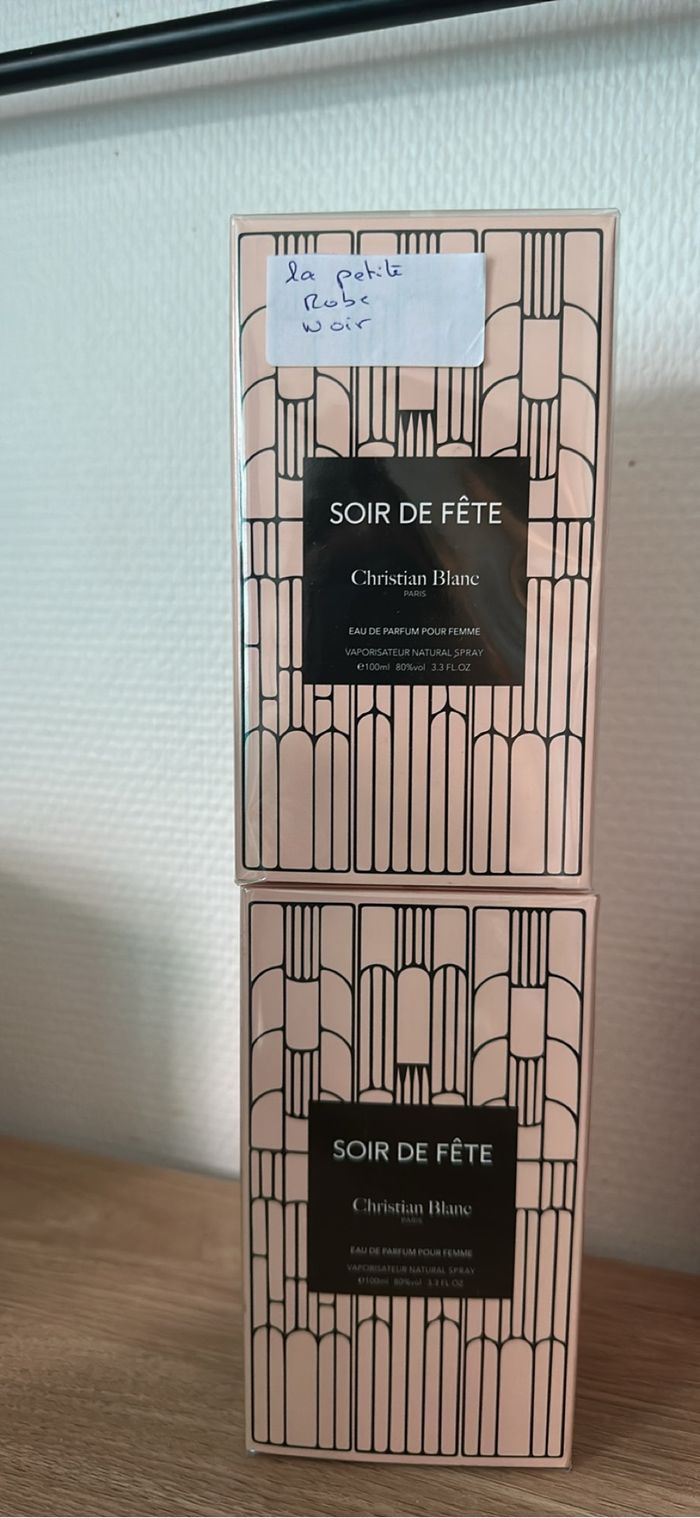 la petite
Robe
Noir
SOIR DE FÊTE
Christian Blanc
PARIS
EAU DE PARFUM POUR FEMME
VAPORISATEUR NATURAL SPRAY
℮100ml 80%vol 3.3 FL.OZ
SOIR DE FÊTE
Christian Blanc
PARIS
EAU DE PARFUM POUR FEMME
VAPORISATEUR NATURAL SPRAY
℮100ml 80%vol 3.3 FL.OZ